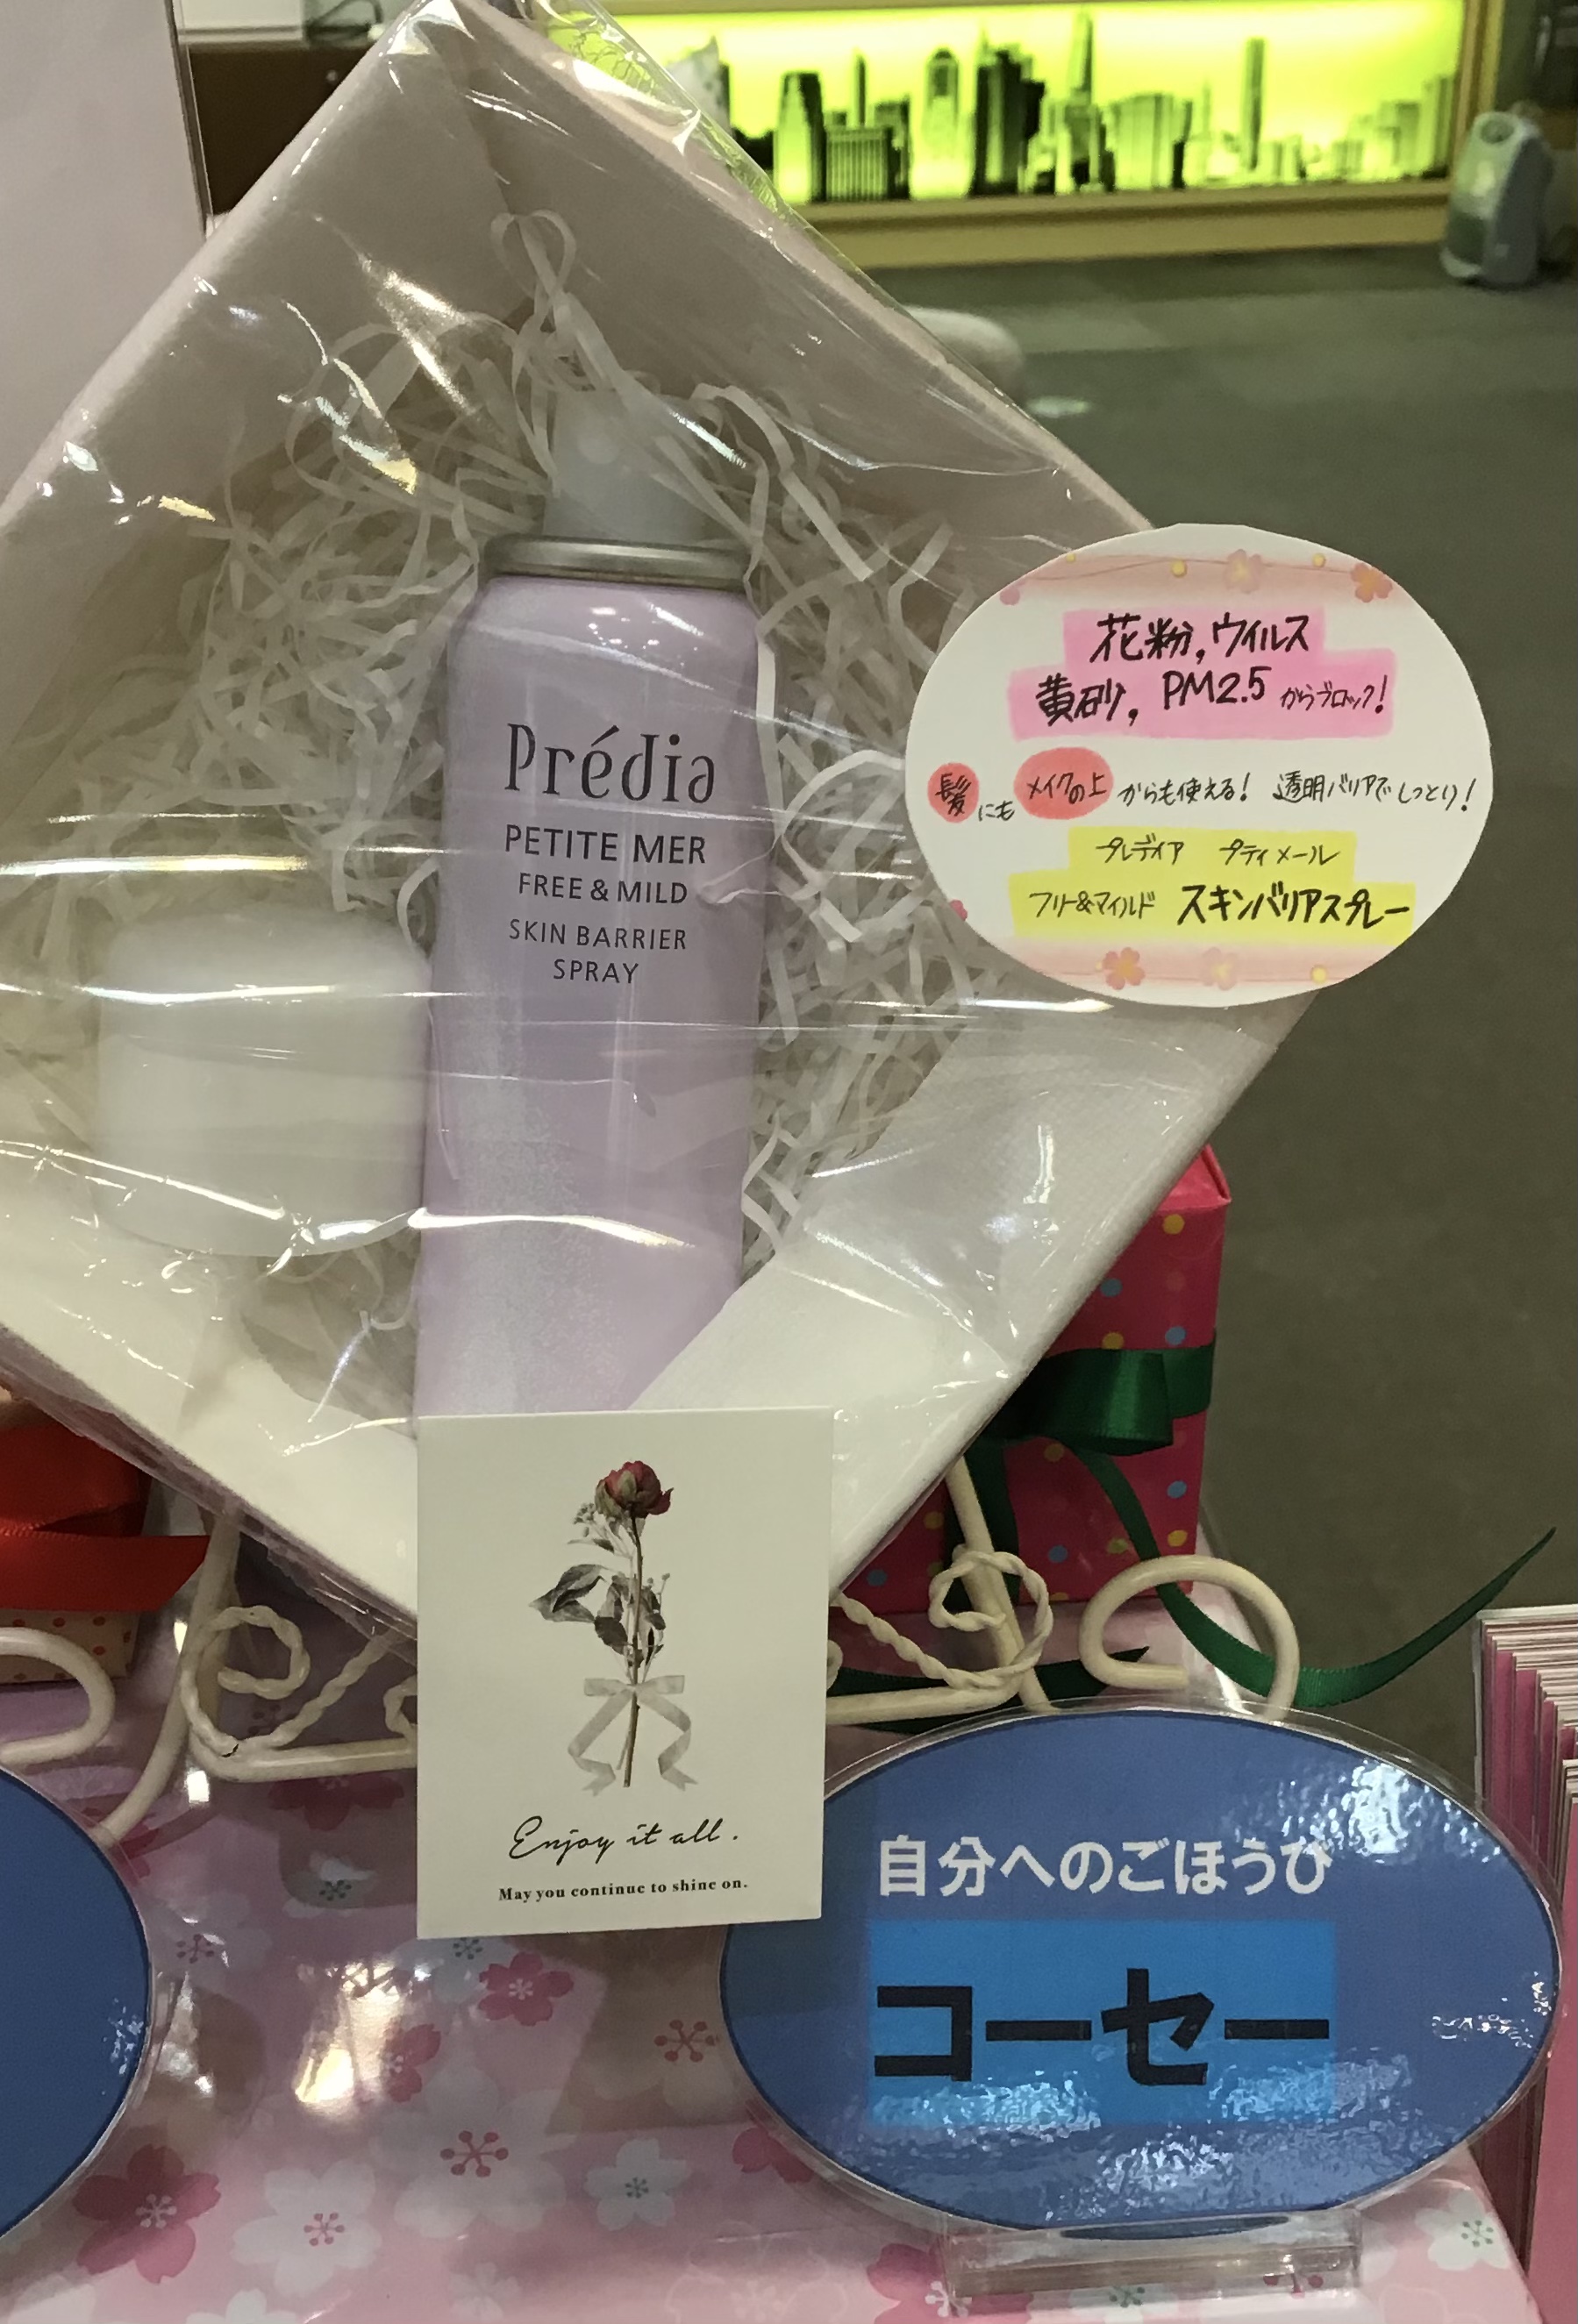 Prédia
PETITE MER
FREE & MILD
SKIN BARRIER
SPRAY
花粉,ウイルス
黄砂, PM2.5 からブロック!
髪にもメイクの上からも使える! 透明バリアでしっとり!
プレディア プティメール
フリー&マイルド スキンバリアスプレー
Enjoy it all.
May you continue to shine on.
自分へのごほうび
コーセー